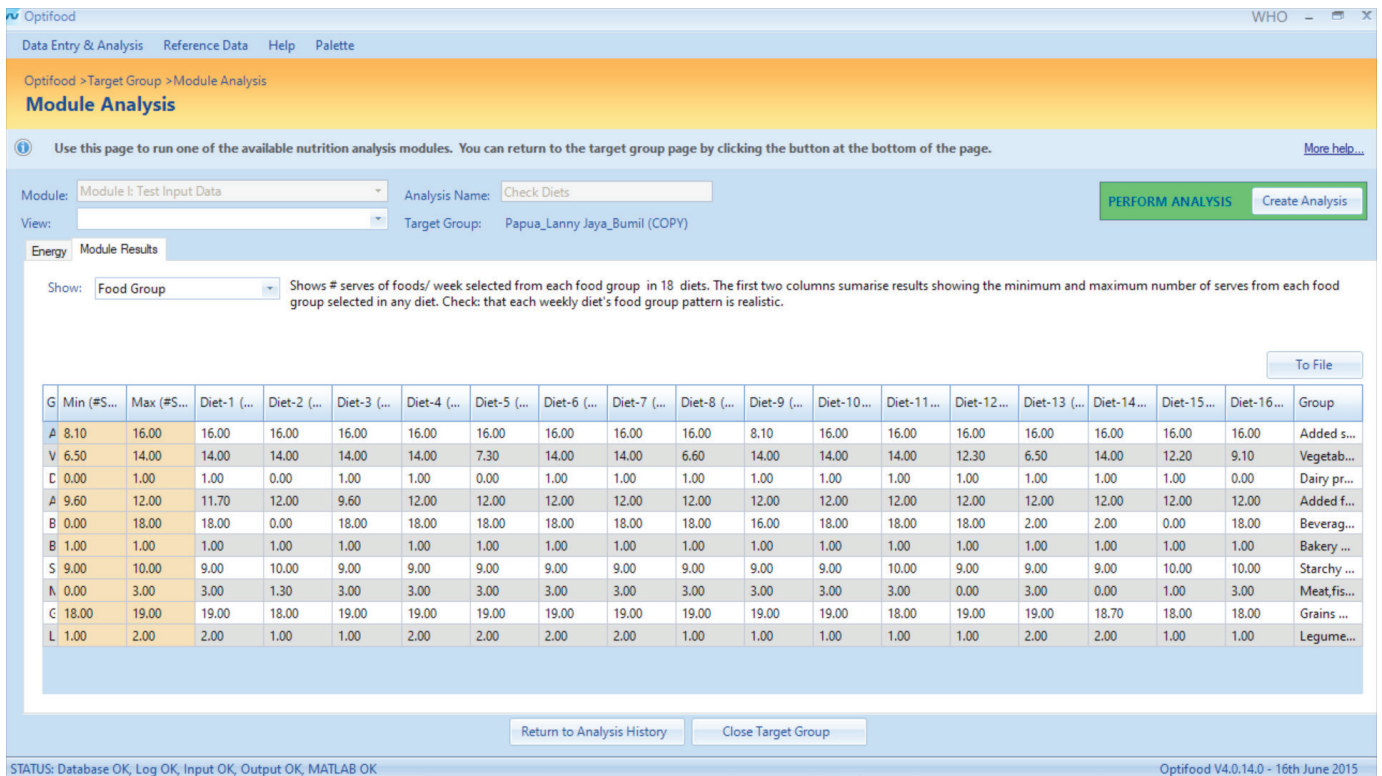 Optifood WHO
Data Entry & Analysis Reference Data Help Palette
Optifood >Target Group >Module Analysis
Module Analysis
Use this page to run one of the available nutrition analysis modules. You can return to the target group page by clicking the button at the bottom of the page. More help...
Module: Module I: Test Input Data Analysis Name: Check Diets PERFORM ANALYSIS Create Analysis
View: Target Group: Papua_Lanny Jaya_Bumil (COPY)
Energy Module Results
Show: Food Group Shows # serves of foods/ week selected from each food group in 18 diets. The first two columns sumarise results showing the minimum and maximum number of serves from each food
group selected in any diet. Check: that each weekly diet's food group pattern is realistic.
To File
G Min (#S... Max (#S... Diet-1 (... Diet-2 (... Diet-3 (... Diet-4 (... Diet-5 (... Diet-6 (... Diet-7 (... Diet-8 (... Diet-9 (... Diet-10... Diet-11... Diet-12... Diet-13 (... Diet-14... Diet-15... Diet-16... Group
A 8.10 16.00 16.00 16.00 16.00 16.00 16.00 16.00 16.00 16.00 8.10 16.00 16.00 16.00 16.00 16.00 16.00 16.00 Added s...
V 6.50 14.00 14.00 14.00 14.00 14.00 7.30 14.00 14.00 6.60 14.00 14.00 14.00 12.30 6.50 14.00 12.20 9.10 Vegetab...
D 0.00 1.00 1.00 0.00 1.00 1.00 0.00 1.00 1.00 1.00 1.00 1.00 1.00 1.00 1.00 1.00 1.00 0.00 Dairy pr...
A 9.60 12.00 11.70 12.00 9.60 12.00 12.00 12.00 12.00 12.00 12.00 12.00 12.00 12.00 12.00 12.00 12.00 12.00 Added f...
B 0.00 18.00 18.00 0.00 18.00 18.00 18.00 18.00 18.00 18.00 16.00 18.00 18.00 18.00 2.00 2.00 0.00 18.00 Beverag...
B 1.00 1.00 1.00 1.00 1.00 1.00 1.00 1.00 1.00 1.00 1.00 1.00 1.00 1.00 1.00 1.00 1.00 1.00 Bakery ...
S 9.00 10.00 9.00 10.00 9.00 9.00 9.00 9.00 9.00 9.00 9.00 9.00 10.00 9.00 9.00 9.00 10.00 10.00 Starchy ...
M 0.00 3.00 3.00 1.30 3.00 3.00 3.00 3.00 3.00 3.00 3.00 3.00 3.00 0.00 3.00 0.00 1.00 3.00 Meat,fis...
G 18.00 19.00 19.00 18.00 19.00 19.00 19.00 19.00 19.00 19.00 19.00 19.00 18.00 19.00 19.00 18.70 18.00 18.00 Grains ...
L 1.00 2.00 2.00 1.00 1.00 2.00 2.00 2.00 2.00 1.00 1.00 1.00 1.00 1.00 2.00 2.00 1.00 1.00 Legume...
Return to Analysis History Close Target Group
STATUS: Database OK, Log OK, Input OK, Output OK, MATLAB OK Optifood V4.0.14.0 - 16th June 2015